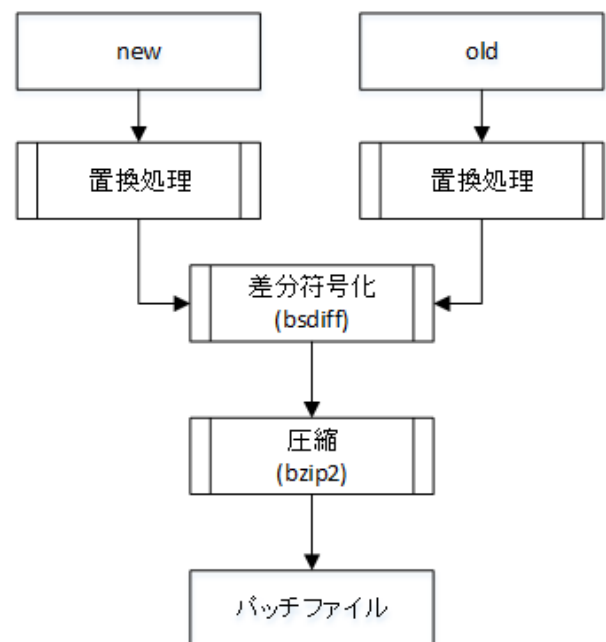 new
old
置換処理
置換処理
差分符号化
(bsdiff)
圧縮
(bzip2)
パッチファイル